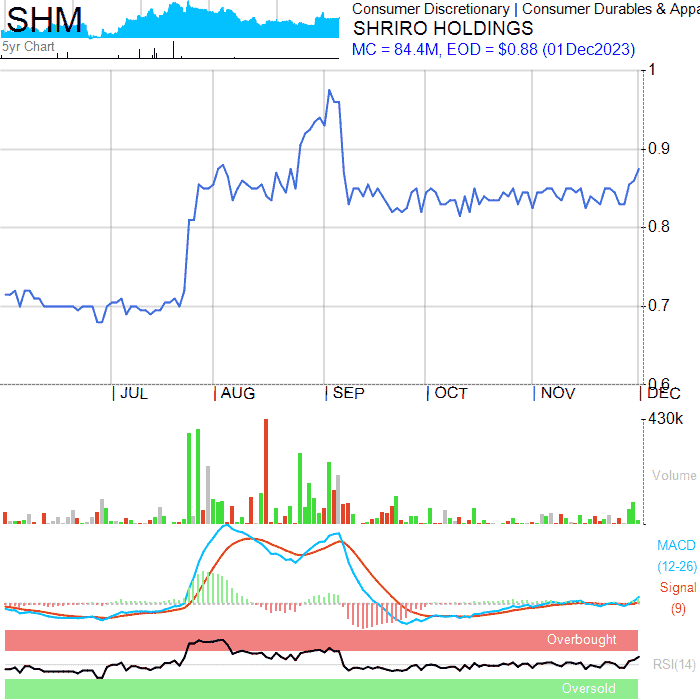 SHM
5yr Chart
Consumer Discretionary | Consumer Durables & Appa
SHRIRO HOLDINGS
MC = 84.4M, EOD = $0.88 (01Dec2023)
1
0.9
0.8
0.7
0.6
JUL AUG SEP OCT NOV DEC
430k
Volume
MACD
(12-26)
Signal
(9)
Overbought
RSI(14)
Oversold